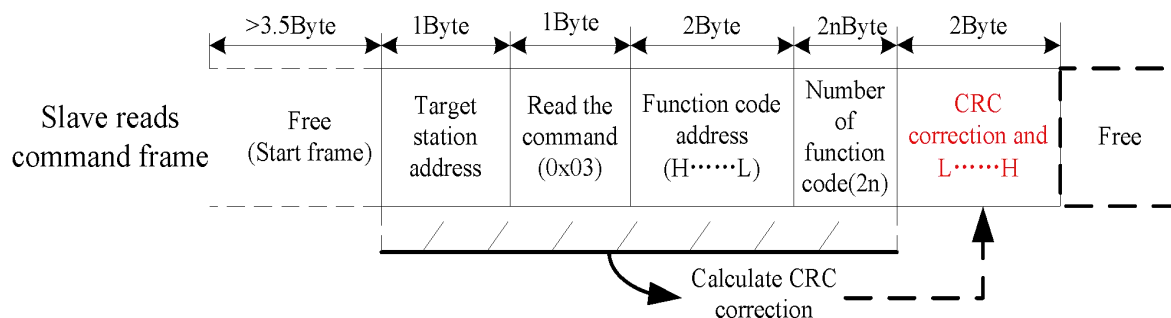 >3.5Byte
1Byte
1Byte
2Byte
2nByte
2Byte
Slave reads
command frame
Free
(Start frame)
Target
station
address
Read the
command
(0x03)
Function code
address
(H······L)
Number
of
function
code(2n)
CRC
correction and
L······H
Free
Calculate CRC
correction